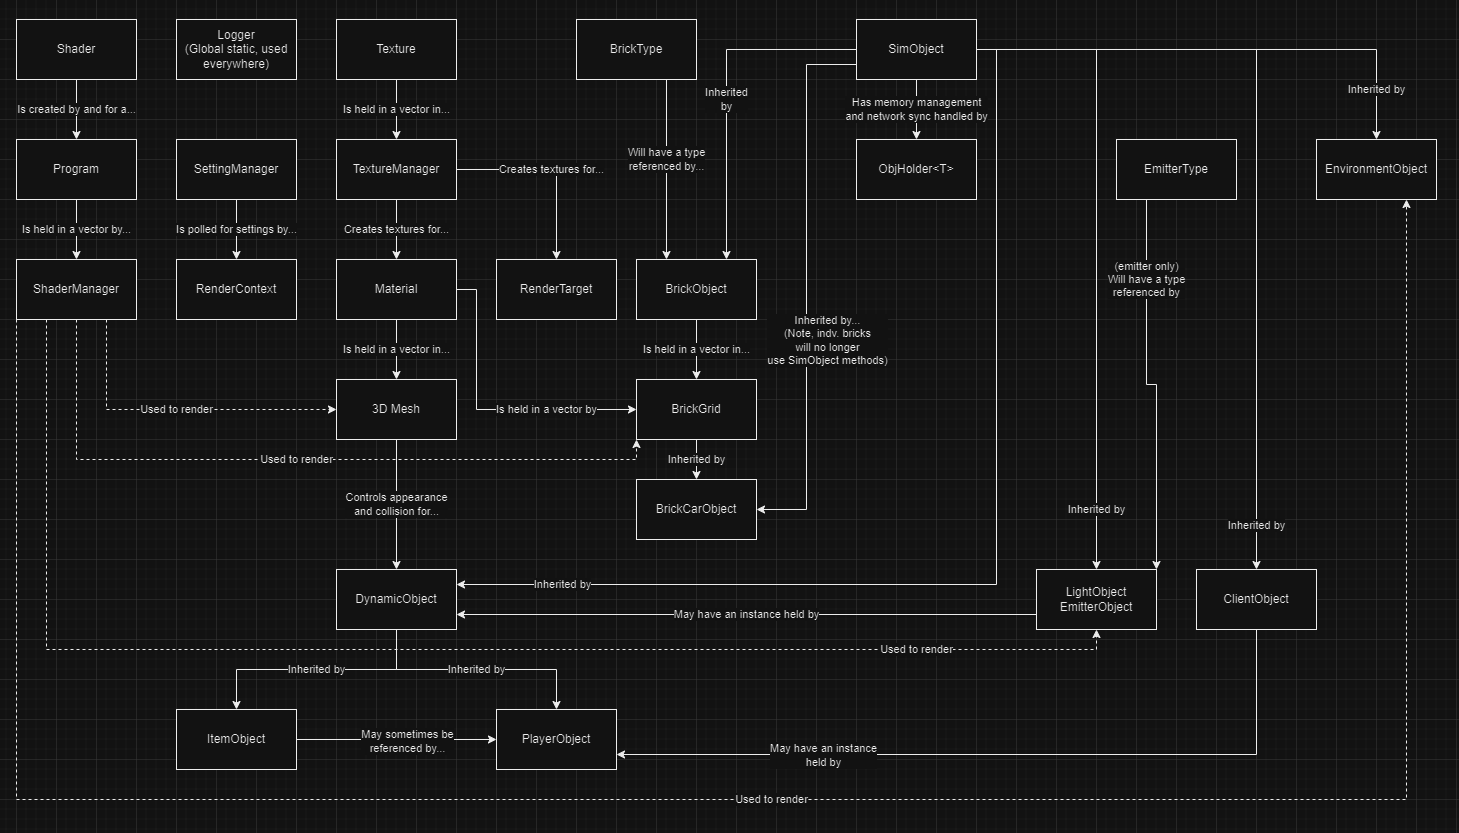 Shader
Logger
(Global static, used
everywhere)
Texture
BrickType
SimObject
Is created by and for a...
Is held in a vector in...
Inherited
by
Has memory management
and network sync handled by
Inherited by
Program
SettingManager
TextureManager
Creates textures for...
Will have a type
referenced by...
ObjHolder<T>
EmitterType
EnvironmentObject
Is held in a vector by...
Is polled for settings by...
Creates textures for...
ShaderManager
RenderContext
Material
RenderTarget
BrickObject
(emitter only)
Will have a type
referenced by
Is held in a vector in...
Is held in a vector in...
Inherited by...
(Note, indv. bricks
will no longer
use SimObject methods)
Used to render
3D Mesh
Is held in a vector by
BrickGrid
Used to render
Inherited by
Controls appearance
and collision for...
BrickCarObject
Inherited by
Inherited by
Inherited by
DynamicObject
May have an instance held by
LightObject
EmitterObject
ClientObject
Used to render
Inherited by
Inherited by
ItemObject
May sometimes be
referenced by...
PlayerObject
May have an instance
held by
Used to render